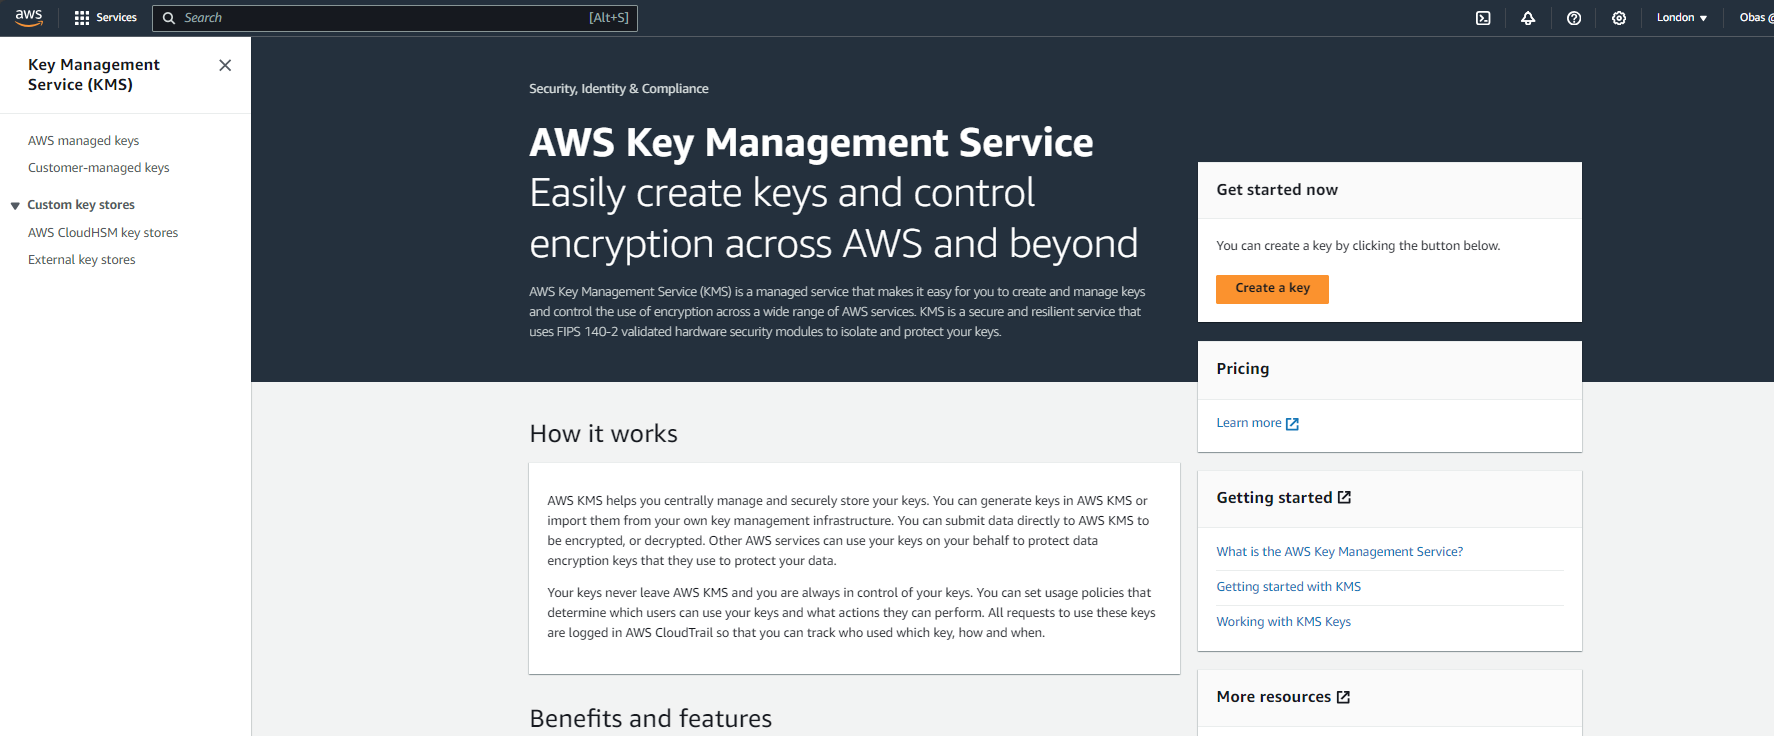 aws
Services
Search
[Alt+S]
London
Obas @
Key Management
Service (KMS)
AWS managed keys
Customer-managed keys
Custom key stores
AWS CloudHSM key stores
External key stores
Security, Identity & Compliance
AWS Key Management Service
Easily create keys and control
encryption across AWS and beyond
AWS Key Management Service (KMS) is a managed service that makes it easy for you to create and manage keys
and control the use of encryption across a wide range of AWS services. KMS is a secure and resilient service that
uses FIPS 140-2 validated hardware security modules to isolate and protect your keys.
Get started now
You can create a key by clicking the button below.
Create a key
Pricing
Learn more
How it works
AWS KMS helps you centrally manage and securely store your keys. You can generate keys in AWS KMS or
import them from your own key management infrastructure. You can submit data directly to AWS KMS to
be encrypted, or decrypted. Other AWS services can use your keys on your behalf to protect data
encryption keys that they use to protect your data.
Your keys never leave AWS KMS and you are always in control of your keys. You can set usage policies that
determine which users can use your keys and what actions they can perform. All requests to use these keys
are logged in AWS CloudTrail so that you can track who used which key, how and when.
Getting started
What is the AWS Key Management Service?
Getting started with KMS
Working with KMS Keys
More resources
Benefits and features